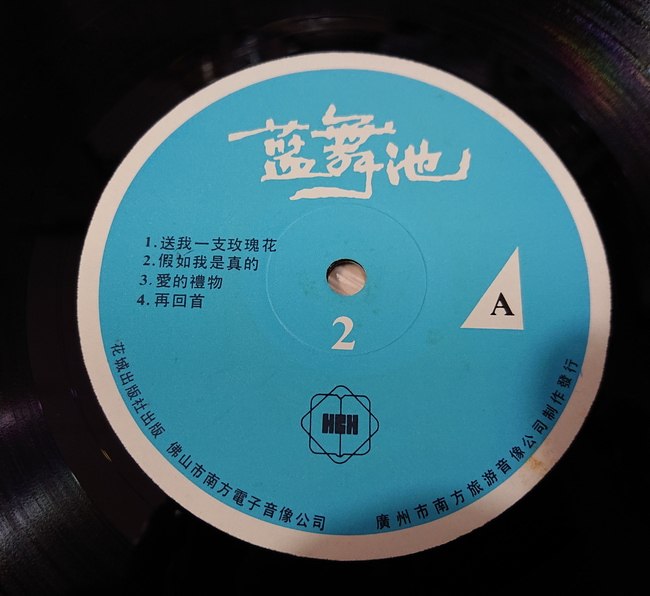 蓝舞池
1.送我一支玫瑰花
2.假如我是真的
3.愛的禮物
4.再回首
A
2
HCH
花城出版社出版 佛山市南方電子音像公司
廣州市南方旅游音像公司制作發行